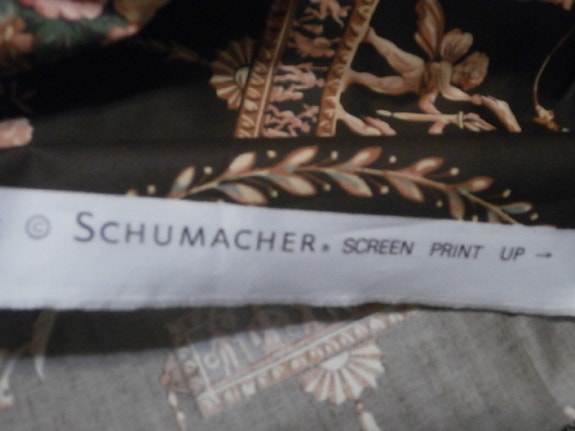 © SCHUMACHER® SCREEN PRINT UP →